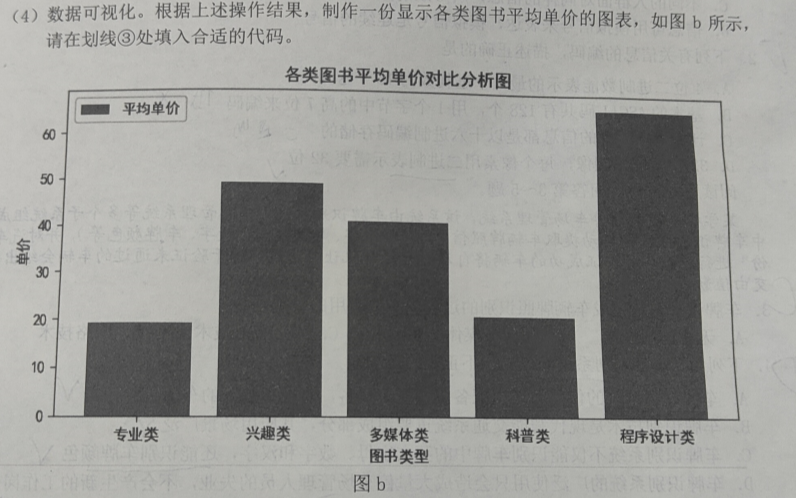 （4）数据可视化。根据上述操作结果，制作一份显示各类图书平均单价的图表，如图 b 所示，
请在划线③处填入合适的代码。
各类图书平均单价对比分析图
平均单价
60
50
40
30
20
10
0
单价
专业类 兴趣类 多媒体类 科普类 程序设计类
图书类型
图 b